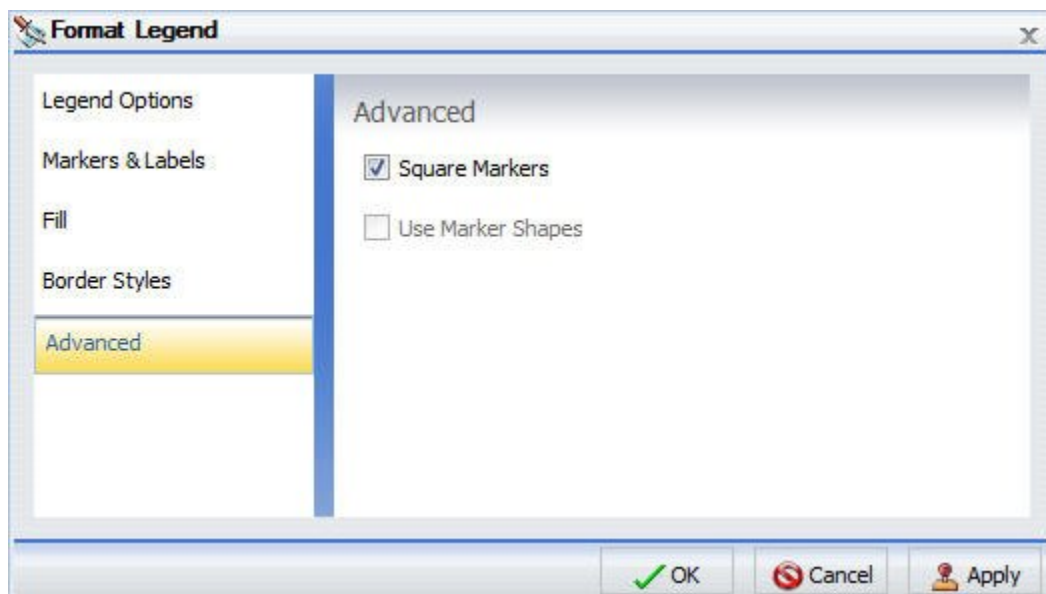 Format Legend
Legend Options
Markers & Labels
Fill
Border Styles
Advanced
Advanced
Square Markers
Use Marker Shapes
OK
Cancel
Apply